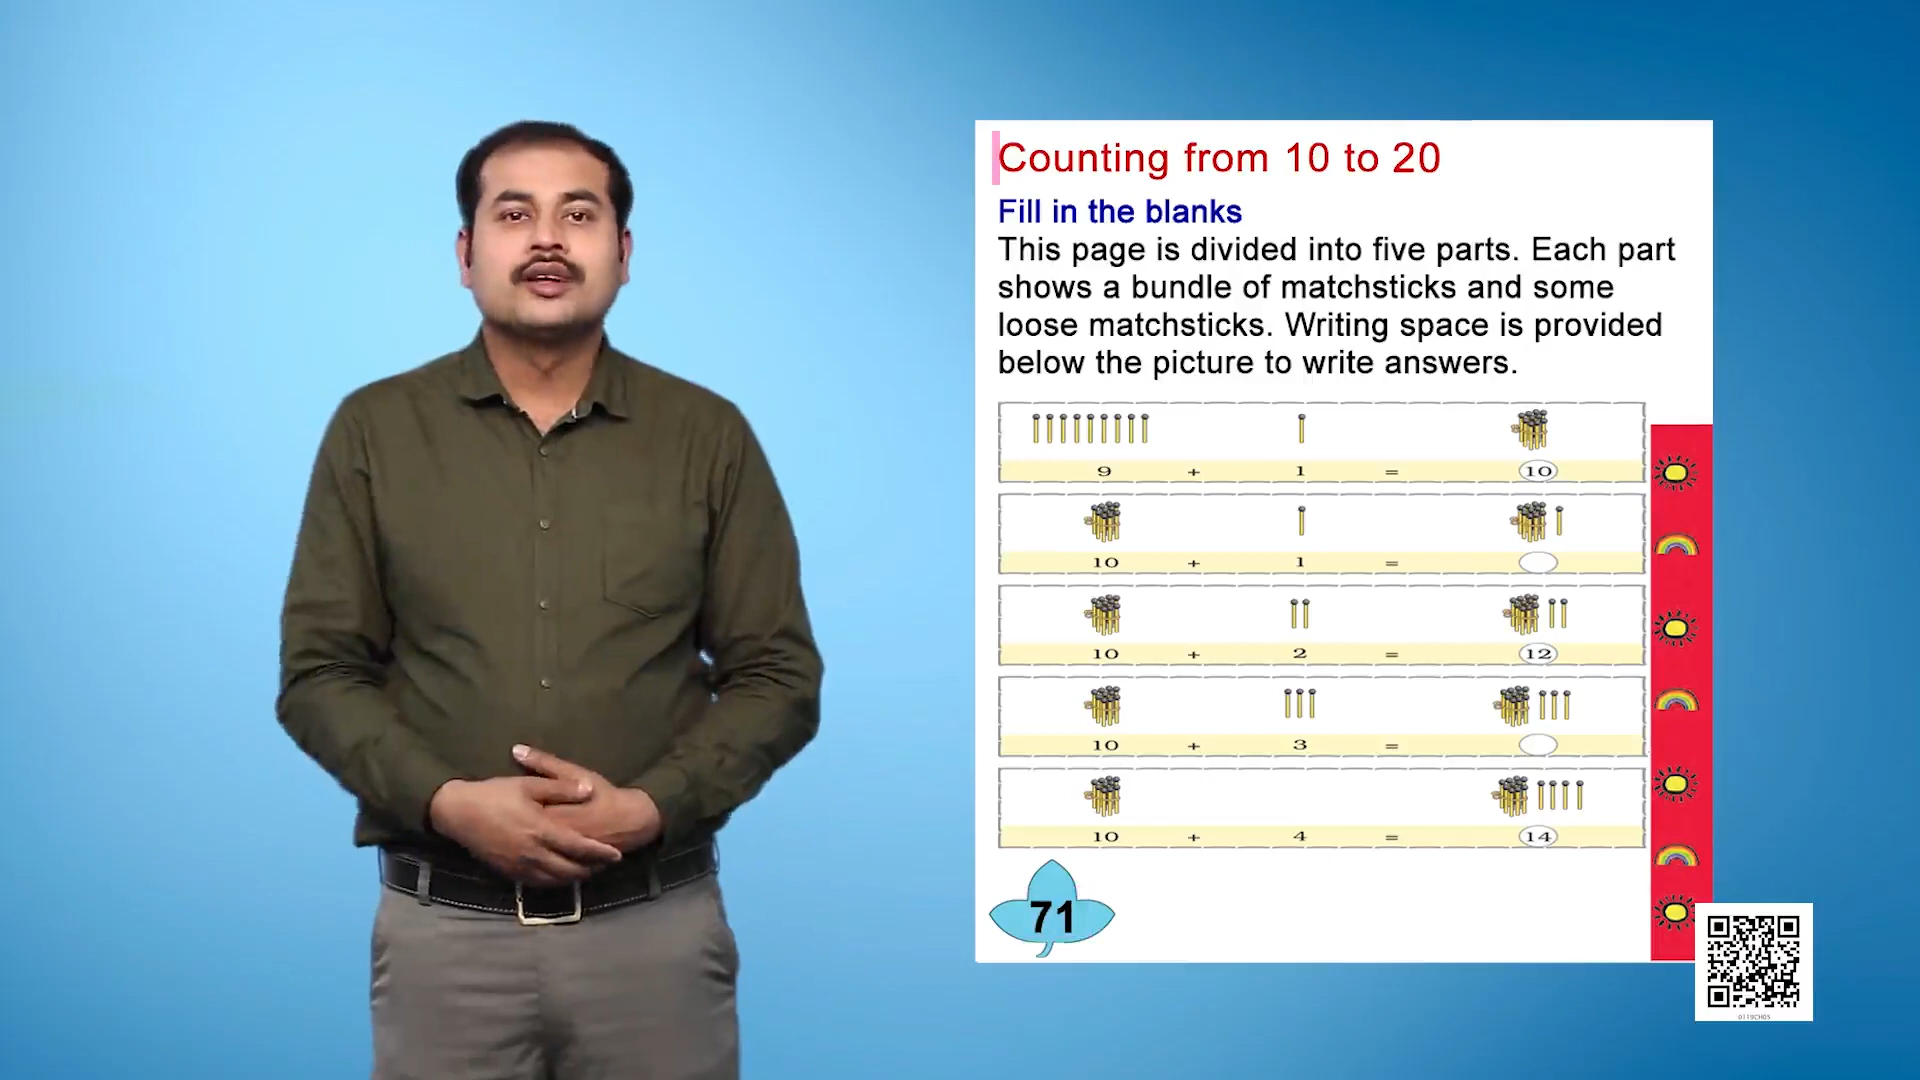 Counting from 10 to 20
Fill in the blanks
This page is divided into five parts. Each part
shows a bundle of matchsticks and some
loose matchsticks. Writing space is provided
below the picture to write answers.
9 + 1 = 10
10 + 1 =
10 + 2 = 12
10 + 3 =
10 + 4 = 14
71
0119CH05